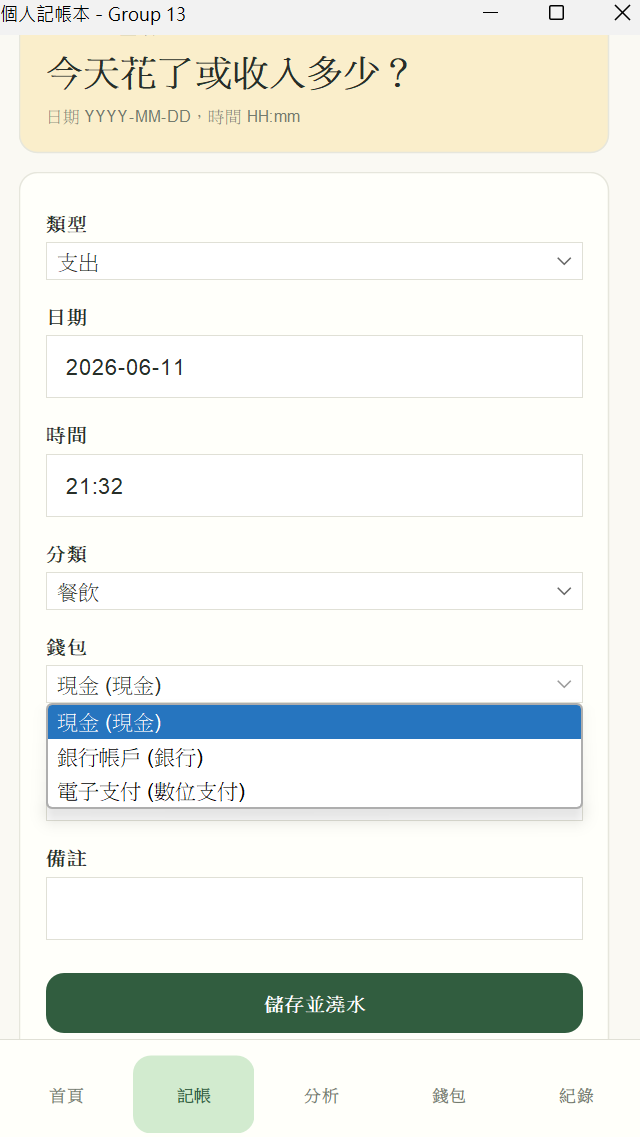 個人記帳本 - Group 13
今天花了或收入多少？
日期 YYYY-MM-DD，時間 HH:mm
類型
支出
日期
2026-06-11
時間
21:32
分類
餐飲
錢包
現金 (現金)
現金 (現金)
銀行帳戶 (銀行)
電子支付 (數位支付)
備註
儲存並澆水
首頁
記帳
分析
錢包
紀錄